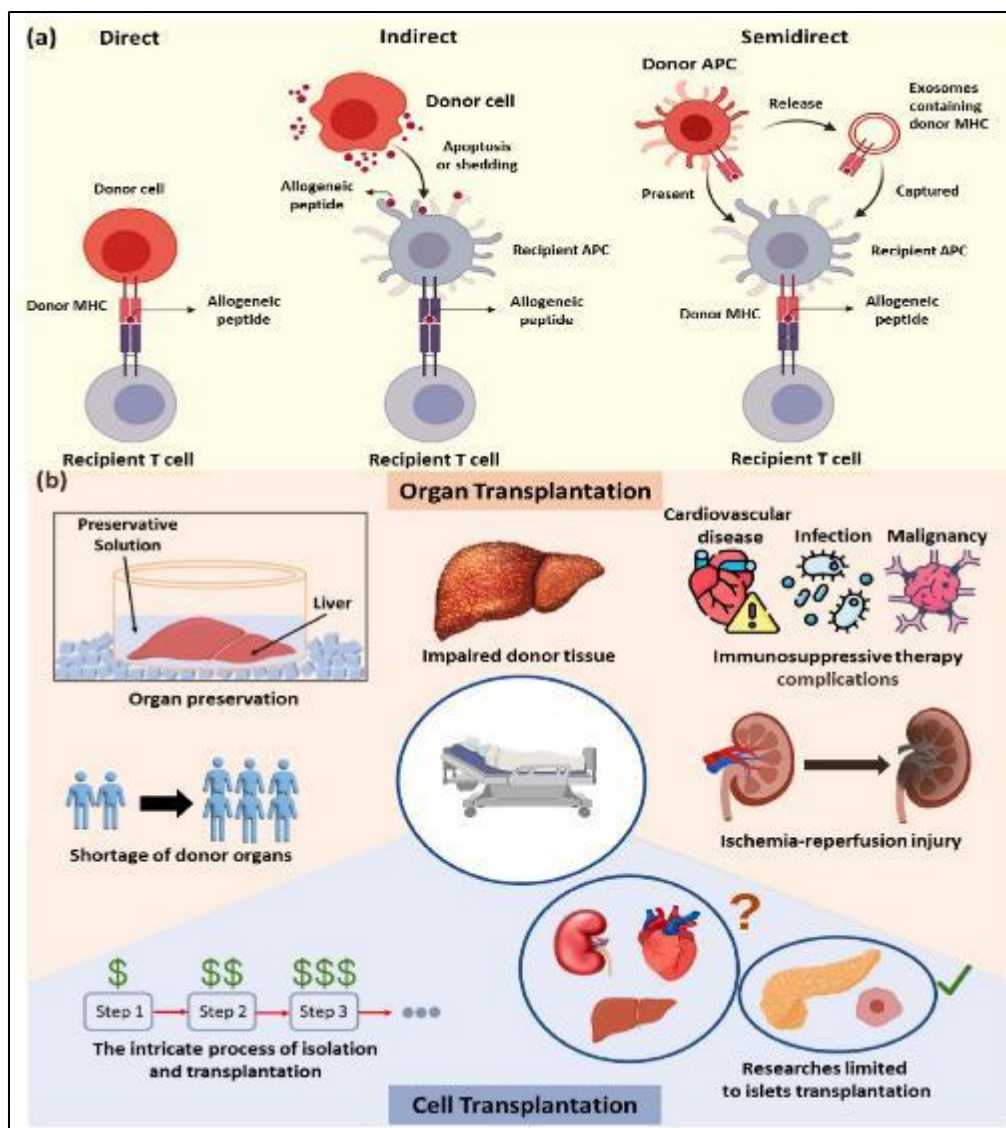 (a)
Direct
Indirect
Semidirect
Donor cell
Donor MHC
Allogeneic
peptide
Recipient T cell
Donor cell
Apoptosis
or shedding
Allogeneic
peptide
Recipient APC
Allogeneic
peptide
Recipient T cell
Donor APC
Release
Exosomes
containing
donor MHC
Present
Captured
Recipient APC
Donor MHC
Allogeneic
peptide
Recipient T cell
(b)
Organ Transplantation
Preservative
Solution
Liver
Organ preservation
Impaired donor tissue
Cardiovascular
disease
Infection
Malignancy
Immunosuppressive therapy
complications
Shortage of donor organs
Ischemia-reperfusion injury
?
$
$$
$$$
Step 1
Step 2
Step 3
The intricate process of isolation
and transplantation
Researches limited
to islets transplantation
Cell Transplantation